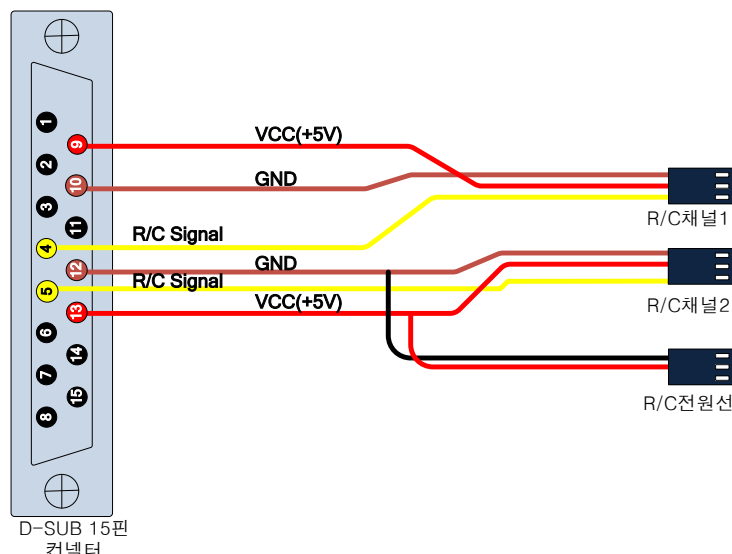 1
9
VCC(+5V)
2
10
GND
3
11
R/C채널1
4
R/C Signal
12
GND
5
R/C Signal
13
VCC(+5V)
R/C채널2
6
14
7
15
R/C전원선
8
D-SUB 15핀
컨넥터